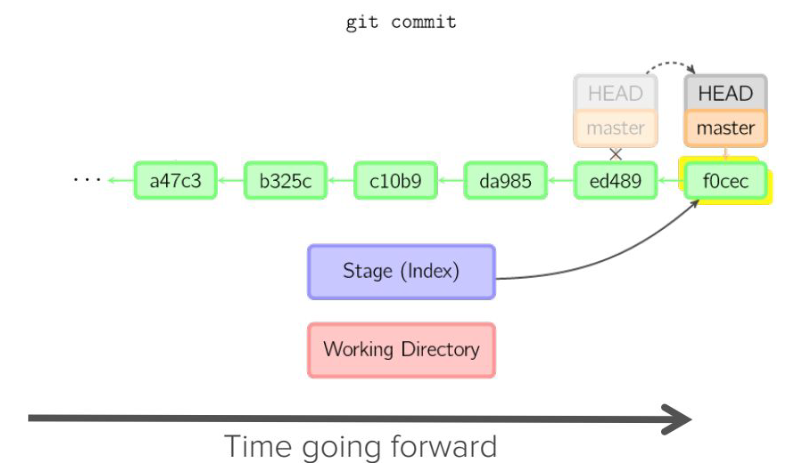 git commit
HEAD HEAD
master master
··· a47c3 b325c c10b9 da985 ed489 f0cec
Stage (Index)
Working Directory
Time going forward